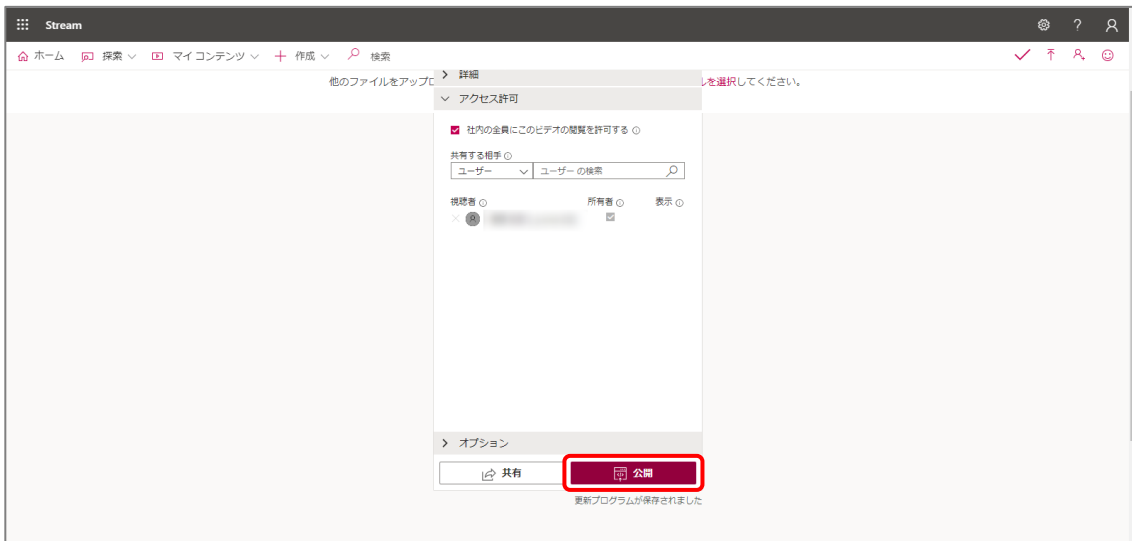 Stream
ホーム 探索 マイ コンテンツ 作成 検索
他のファイルをアップロ
ルを選択してください。
詳細
アクセス許可
社内の全員にこのビデオの閲覧を許可する
共有する相手
ユーザー ユーザー の検索
視聴者 所有者 表示
オプション
共有 公開
更新プログラムが保存されました